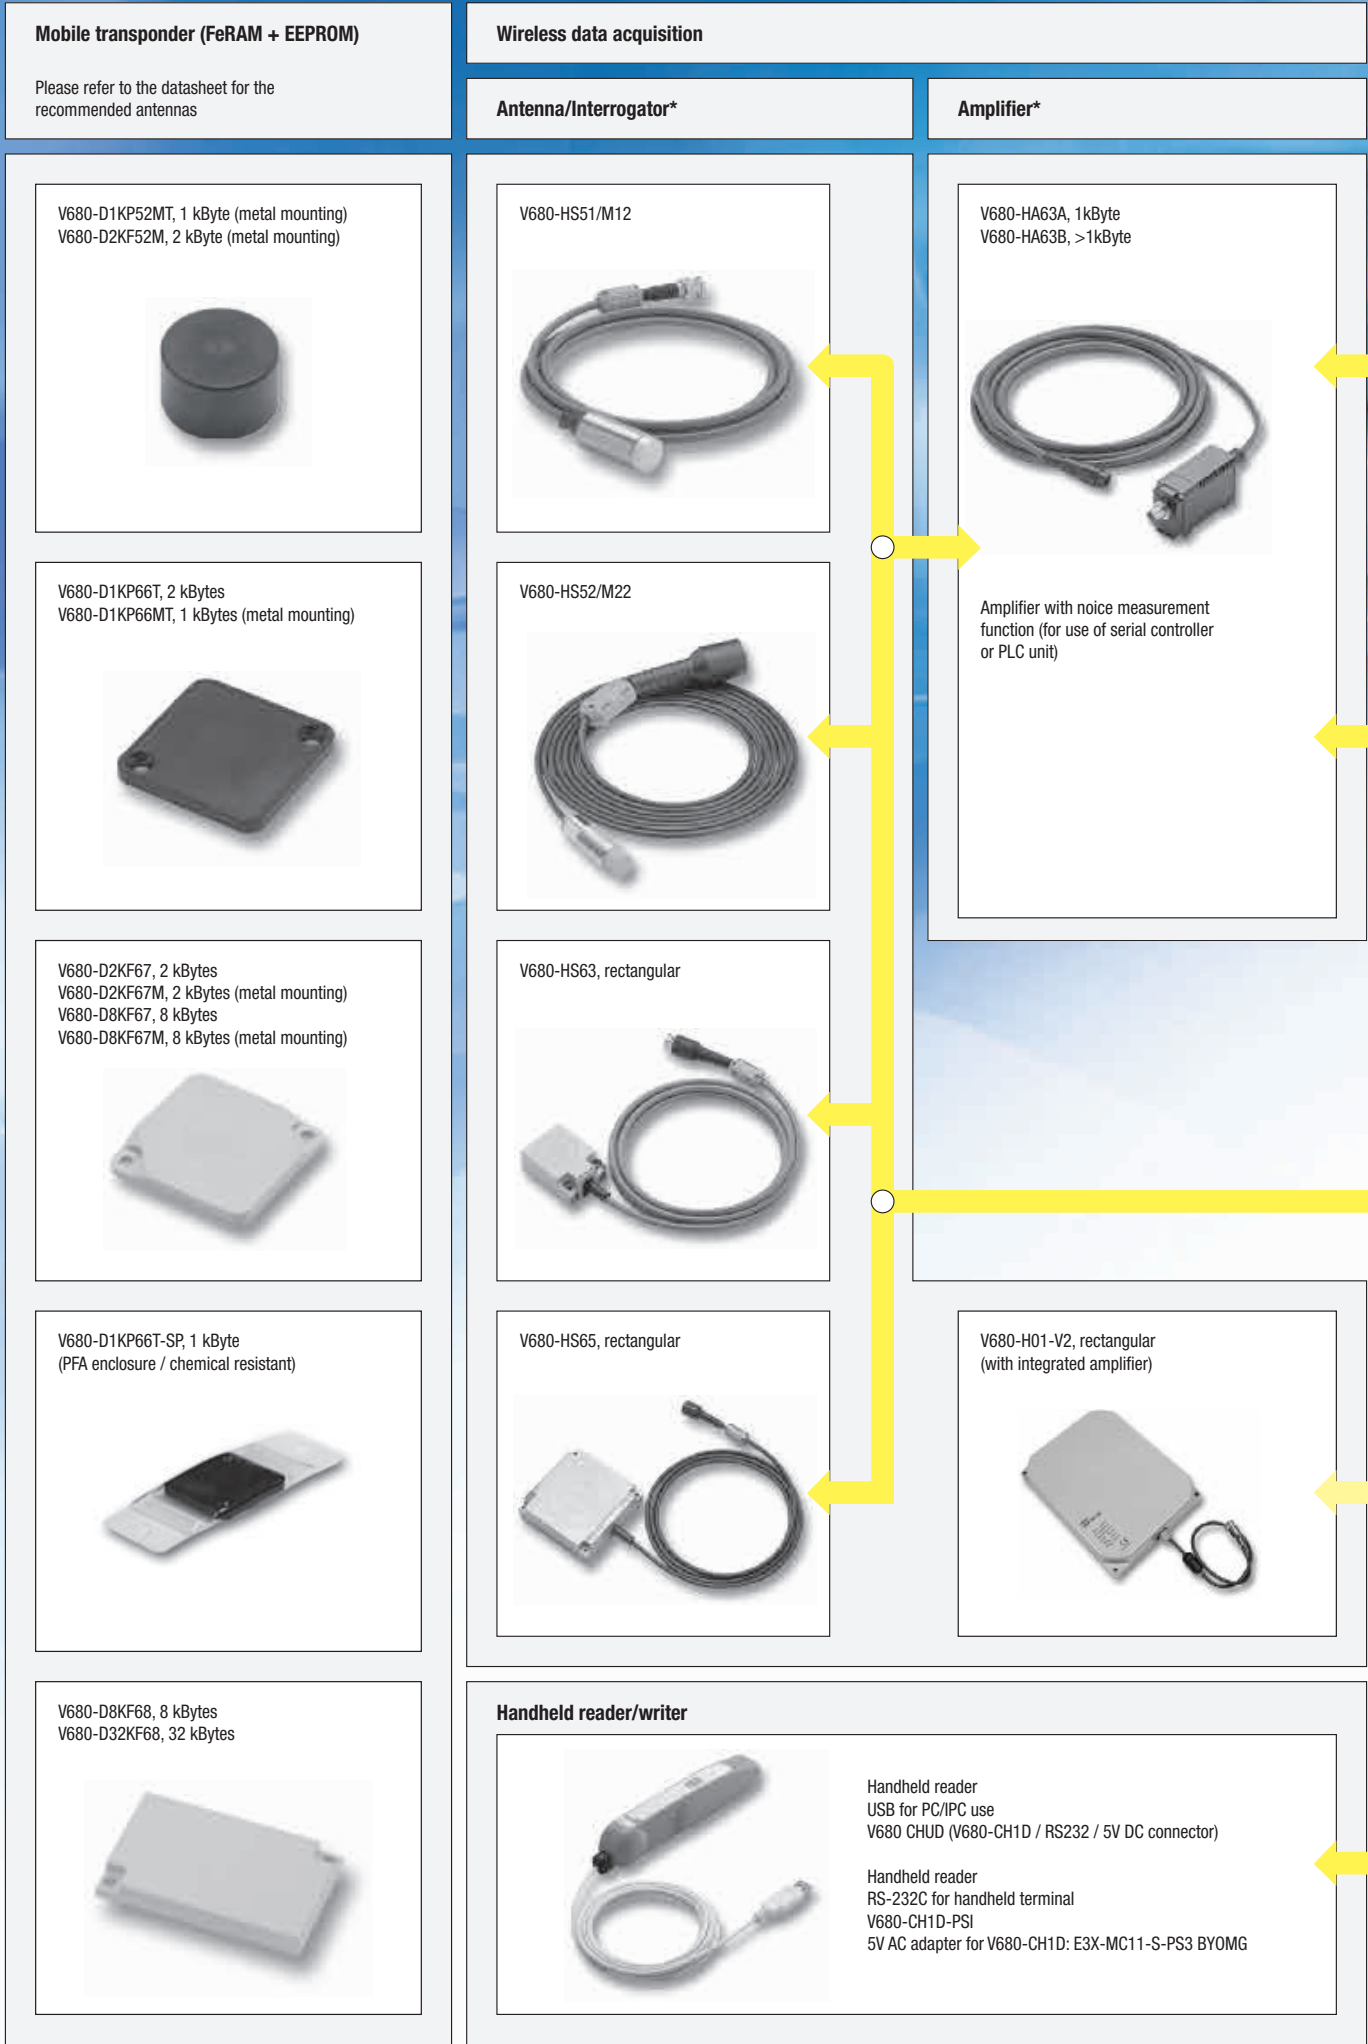 Mobile transponder (FeRAM + EEPROM)
Please refer to the datasheet for the
recommended antennas
Wireless data acquisition
Antenna/Interrogator*
Amplifier*
V680-D1KP52MT, 1 kByte (metal mounting)
V680-D2KF52M, 2 kByte (metal mounting)
V680-D1KP66T, 2 kBytes
V680-D1KP66MT, 1 kBytes (metal mounting)
V680-D2KF67, 2 kBytes
V680-D2KF67M, 2 kBytes (metal mounting)
V680-D8KF67, 8 kBytes
V680-D8KF67M, 8 kBytes (metal mounting)
V680-D1KP66T-SP, 1 kByte
(PFA enclosure / chemical resistant)
V680-D8KF68, 8 kBytes
V680-D32KF68, 32 kBytes
V680-HS51/M12
V680-HS52/M22
V680-HS63, rectangular
V680-HS65, rectangular
V680-HA63A, 1kByte
V680-HA63B, >1kByte
Amplifier with noice measurement
function (for use of serial controller
or PLC unit)
V680-H01-V2, rectangular
(with integrated amplifier)
Handheld reader/writer
Handheld reader
USB for PC/IPC use
V680 CHUD (V680-CH1D / RS232 / 5V DC connector)
Handheld reader
RS-232C for handheld terminal
V680-CH1D-PSI
5V AC adapter for V680-CH1D: E3X-MC11-S-PS3 BYOMG